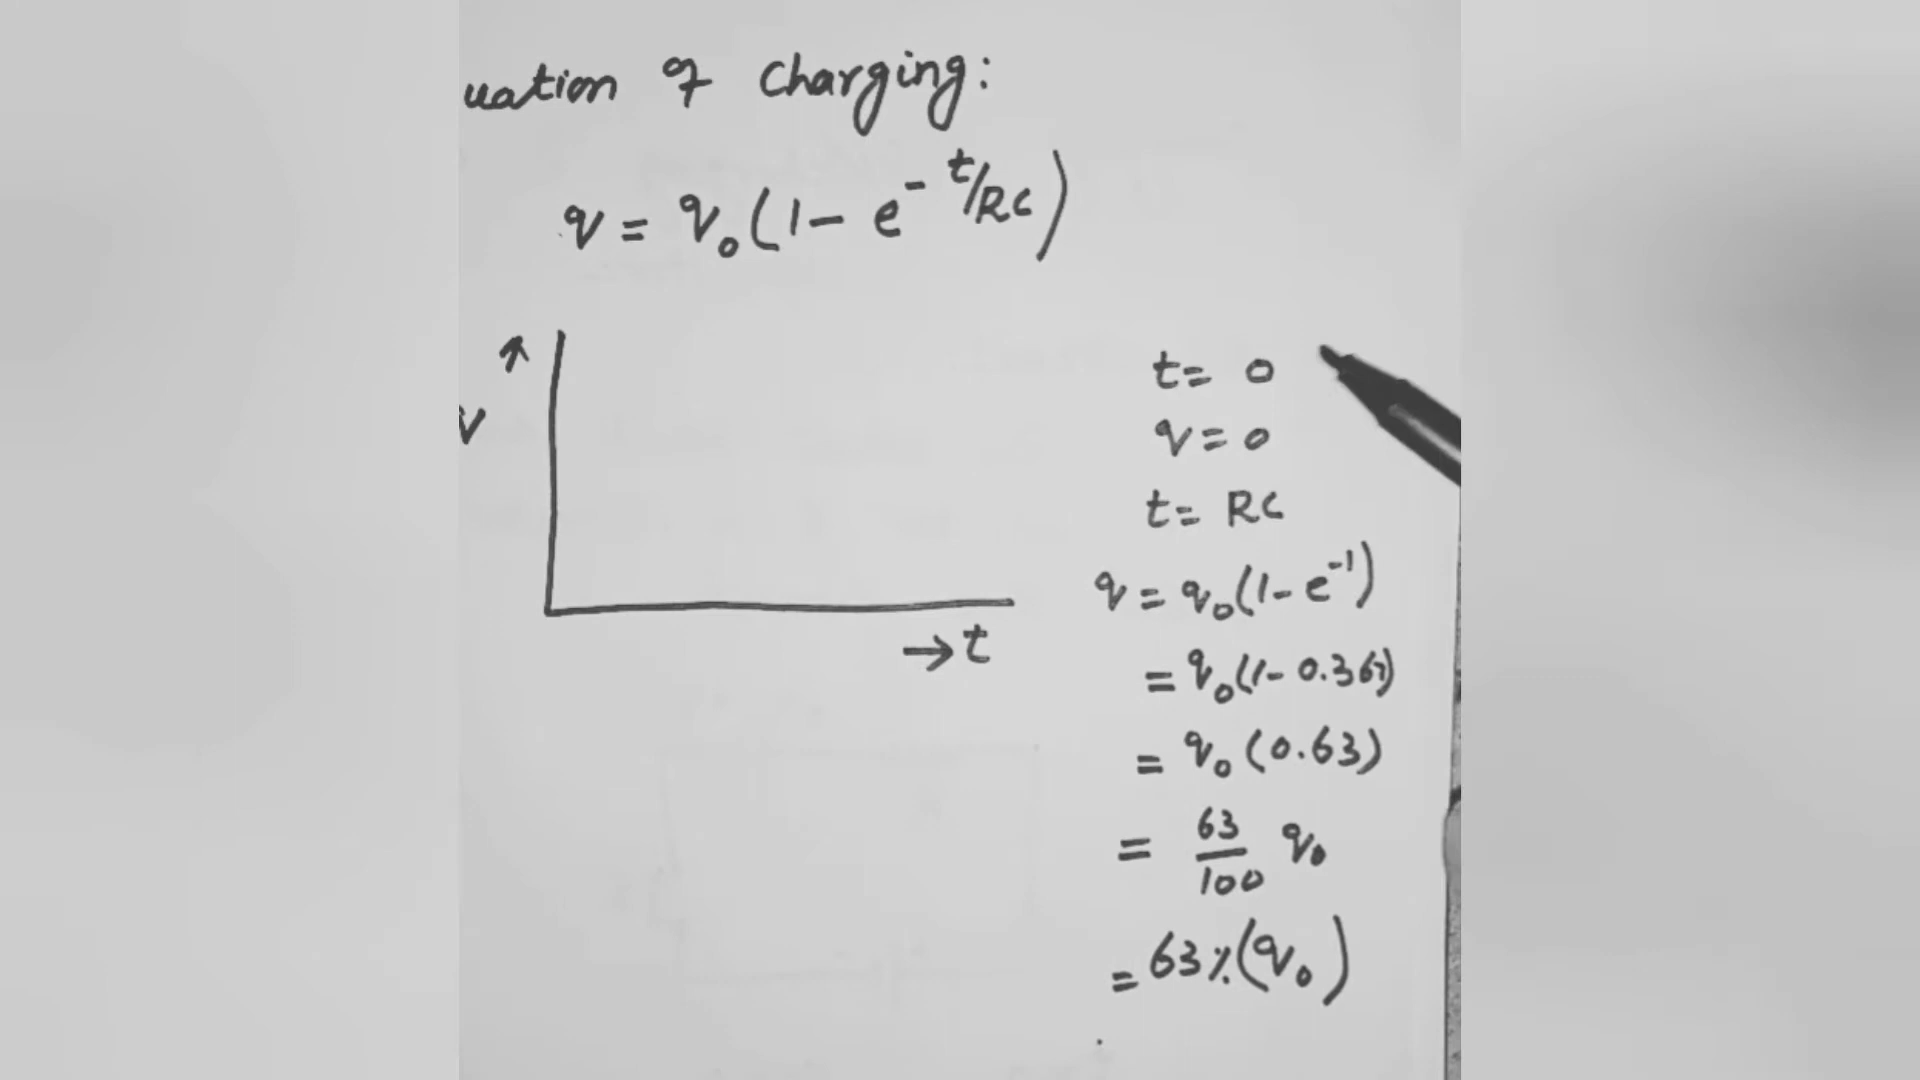 uation of Charging:
q = q₀(1 - e^-t/RC)
↑
q
→ t
t = 0
q = 0
t = RC
q = q₀(1 - e⁻¹)
= q₀(1 - 0.367)
= q₀(0.63)
= 63/100 q₀
= 63%(q₀)